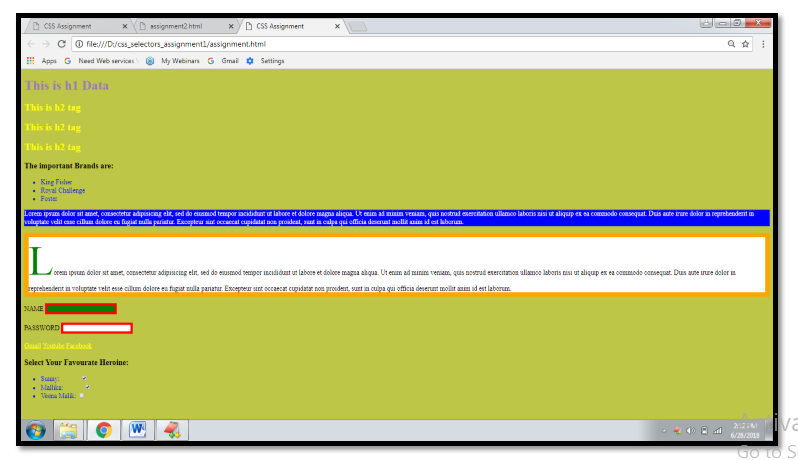 CSS Assignment
assignment2.html
CSS Assignment
file:///D:/css_selectors_assignment1/assignment.html
Apps
Need Web services
My Webinars
Gmail
Settings
This is h1 Data
This is h2 tag
This is h2 tag
This is h2 tag
The important Brands are:
King Fisher
Royal Challenge
Foster
Lorem ipsum dolor sit amet, consectetur adipisicing elit, sed do eiusmod tempor incididunt ut labore et dolore magna aliqua. Ut enim ad minim veniam, quis nostrud exercitation ullamco laboris nisi ut aliquip ex ea commodo consequat. Duis aute irure dolor in reprehenderit in
voluptate velit esse cillum dolore eu fugiat nulla pariatur. Excepteur sint occaecat cupidatat non proident, sunt in culpa qui officia deserunt mollit anim id est laborum.
Lorem ipsum dolor sit amet, consectetur adipisicing elit, sed do eiusmod tempor incididunt ut labore et dolore magna aliqua. Ut enim ad minim veniam, quis nostrud exercitation ullamco laboris nisi ut aliquip ex ea commodo consequat. Duis aute irure dolor in
reprehenderit in voluptate velit esse cillum dolore eu fugiat nulla pariatur. Excepteur sint occaecat cupidatat non proident, sunt in culpa qui officia deserunt mollit anim id est laborum.
NAME
PASSWORD
Gmail Youtube Facebook
Select Your Favourate Heroine:
Sunny:
Mallika:
Veena Malik:
6/28/2018
Go to S